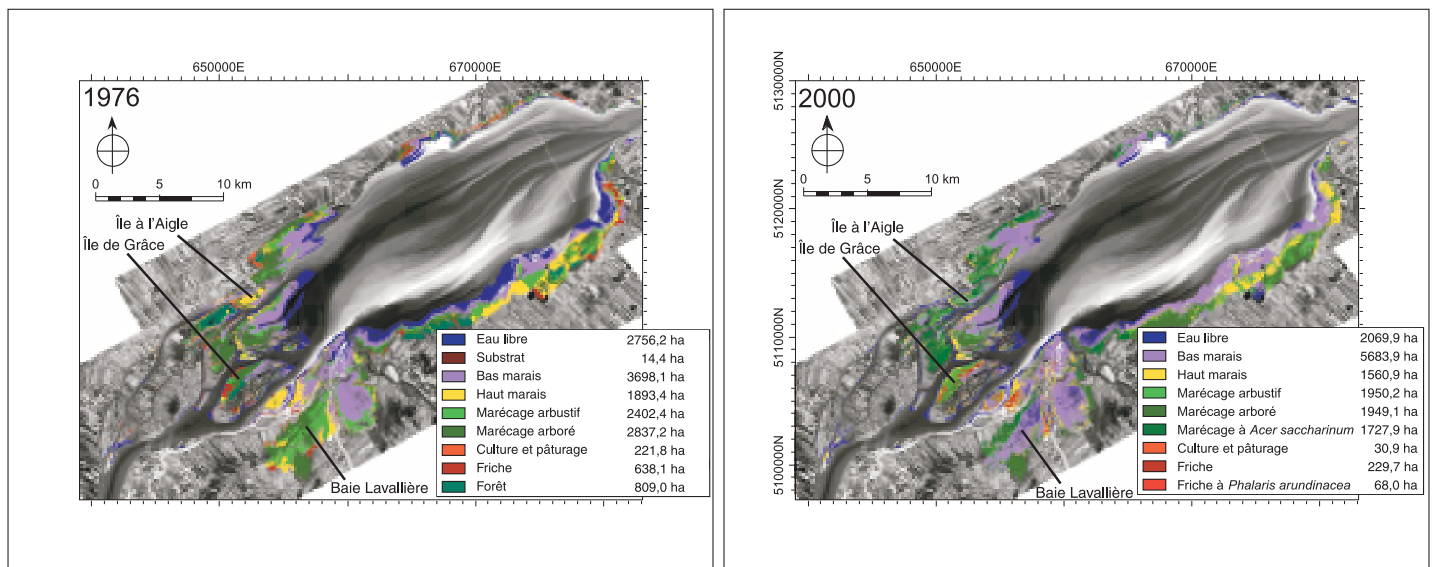 650000E 670000E
1976
0 5 10 km
Île à l'Aigle
Île de Grâce
Eau libre 2756,2 ha
Substrat 14,4 ha
Bas marais 3698,1 ha
Haut marais 1893,4 ha
Marécage arbustif 2402,4 ha
Marécage arboré 2837,2 ha
Culture et pâturage 221,8 ha
Friche 638,1 ha
Forêt 809,0 ha
Baie Lavallière
650000E 670000E
5130000N
2000
0 5 10 km
5120000N
Île à l'Aigle
Île de Grâce
5110000N
Eau libre 2069,9 ha
Bas marais 5683,9 ha
Haut marais 1560,9 ha
Marécage arbustif 1950,2 ha
Marécage arboré 1949,1 ha
Marécage à Acer saccharinum 1727,9 ha
Culture et pâturage 30,9 ha
Friche 229,7 ha
Friche à Phalaris arundinacea 68,0 ha
5100000N
Baie Lavallière